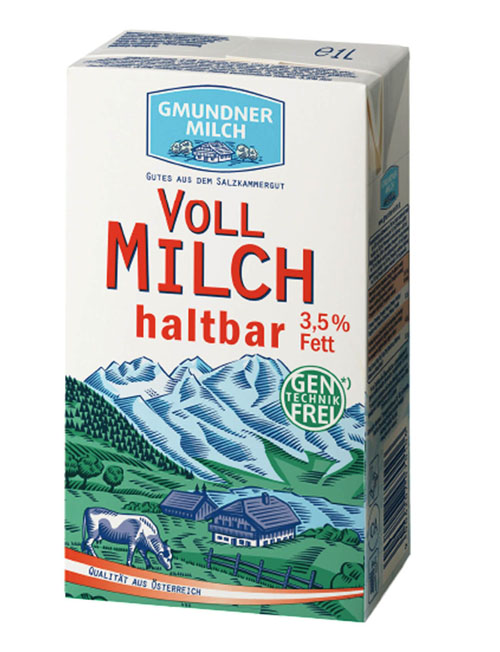 ℮1L
GMUNDNER
MILCH
GUTES AUS DEM SALZKAMMERGUT
VOLL
MILCH
haltbar
3,5%
Fett
GEN
TECHNIK
FREI
*)
QUALITÄT AUS ÖSTERREICH